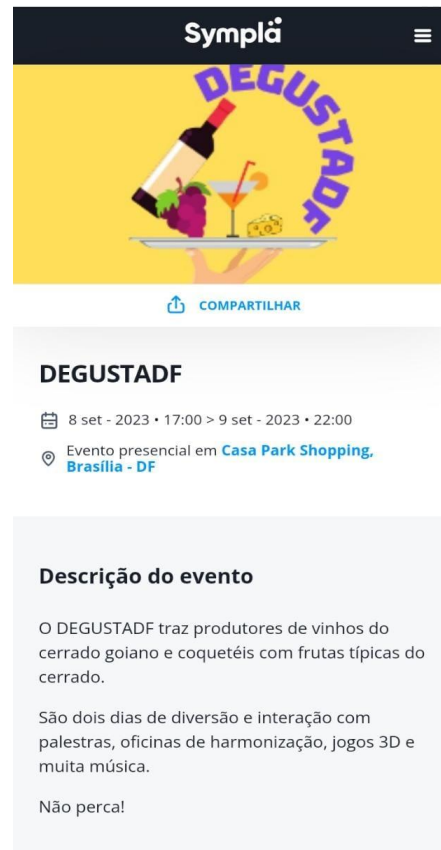 Sympla
DEGUSTADF
COMPARTILHAR
DEGUSTADF
8 set - 2023 • 17:00 > 9 set - 2023 • 22:00
Evento presencial em Casa Park Shopping,
Brasília - DF
Descrição do evento
O DEGUSTADF traz produtores de vinhos do
cerrado goiano e coquetéis com frutas típicas do
cerrado.
São dois dias de diversão e interação com
palestras, oficinas de harmonização, jogos 3D e
muita música.
Não perca!